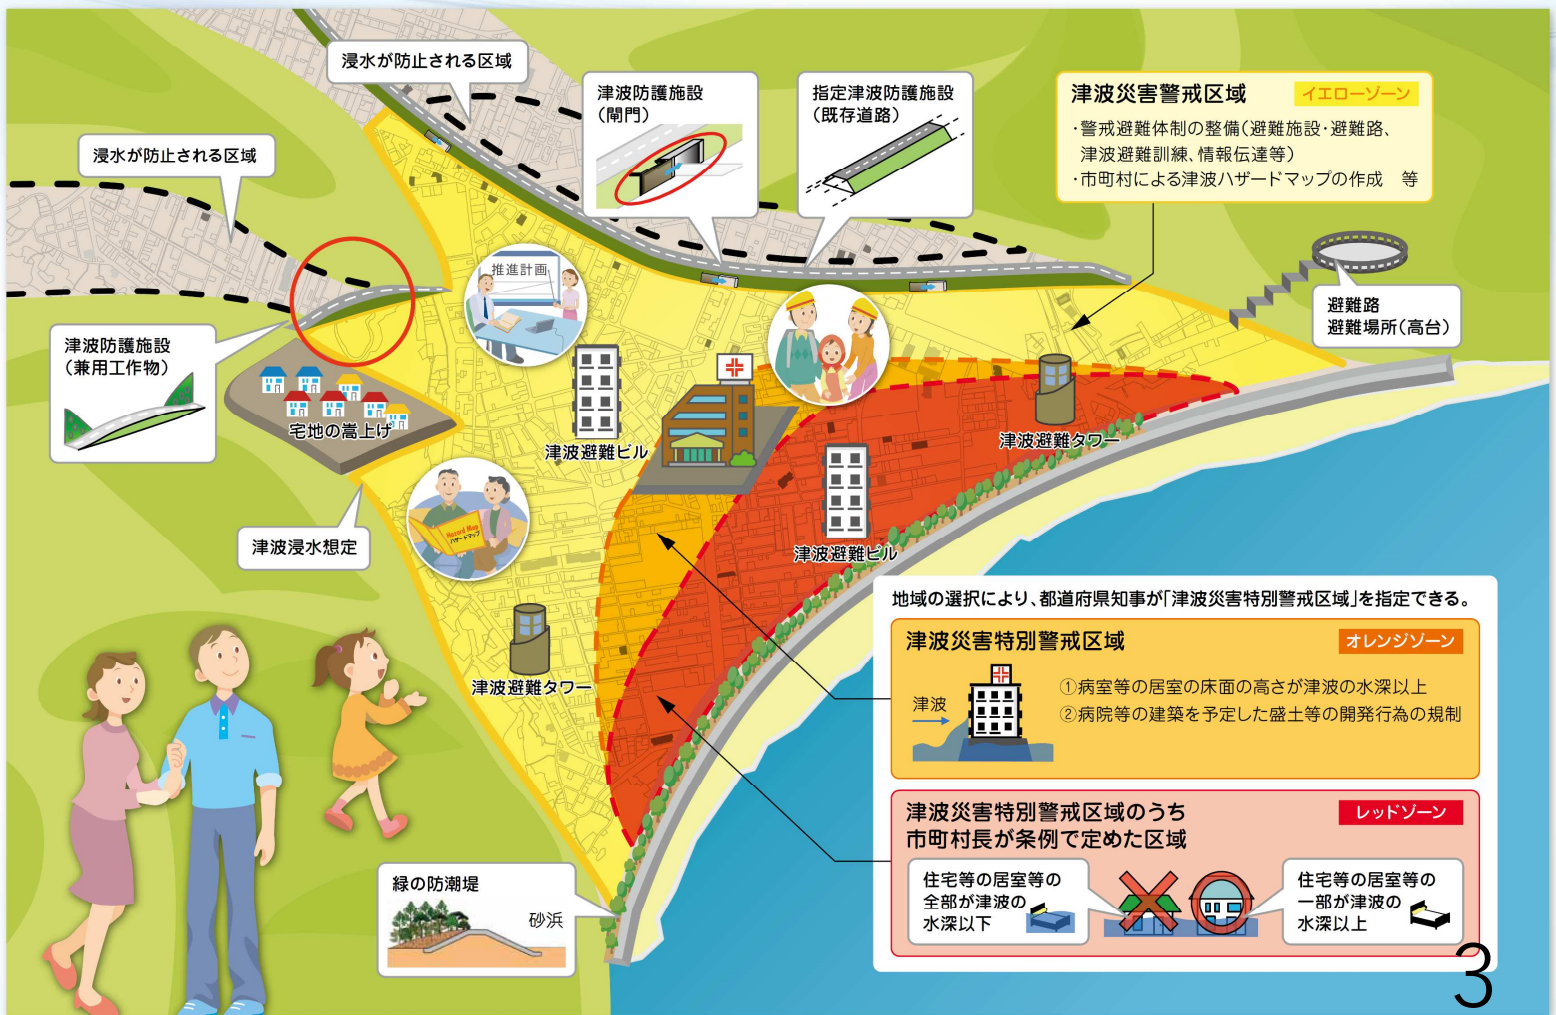 浸水が防止される区域
浸水が防止される区域
津波防護施設
（閘門）
指定津波防護施設
（既存道路）
津波災害警戒区域
イエローゾーン
・警戒避難体制の整備（避難施設・避難路、
津波避難訓練、情報伝達等）
・市町村による津波ハザードマップの作成　等
推進計画
避難路
避難場所（高台）
津波防護施設
（兼用工作物）
宅地の嵩上げ
津波避難ビル
津波避難タワー
津波浸水想定
Hazard Map
ハザードマップ
津波避難ビル
津波避難タワー
地域の選択により、都道府県知事が「津波災害特別警戒区域」を指定できる。
津波災害特別警戒区域
オレンジゾーン
津波
①病室等の居室の床面の高さが津波の水深以上
②病院等の建築を予定した盛土等の開発行為の規制
津波災害特別警戒区域のうち
市町村長が条例で定めた区域
レッドゾーン
住宅等の居室等の
全部が津波の
水深以下
住宅等の居室等の
一部が津波の
水深以上
緑の防潮堤
砂浜
3